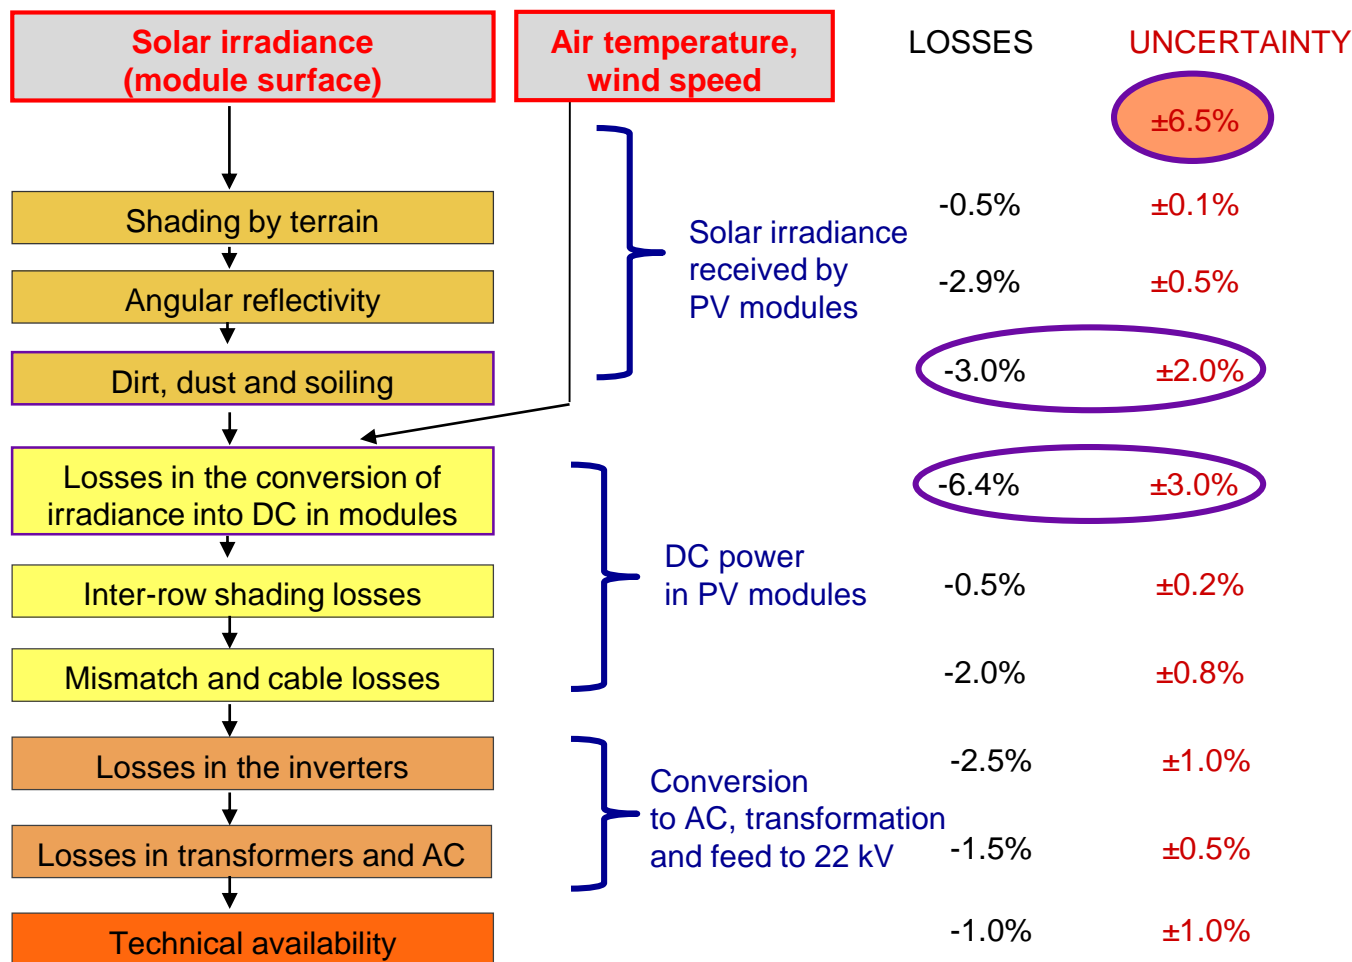 Solar irradiance
(module surface)
Air temperature,
wind speed
LOSSES
UNCERTAINTY
±6.5%
Shading by terrain
-0.5%
±0.1%
Angular reflectivity
-2.9%
±0.5%
Solar irradiance
received by
PV modules
Dirt, dust and soiling
-3.0%
±2.0%
Losses in the conversion of
irradiance into DC in modules
-6.4%
±3.0%
Inter-row shading losses
-0.5%
±0.2%
DC power
in PV modules
Mismatch and cable losses
-2.0%
±0.8%
Losses in the inverters
-2.5%
±1.0%
Conversion
to AC, transformation
and feed to 22 kV
Losses in transformers and AC
-1.5%
±0.5%
Technical availability
-1.0%
±1.0%